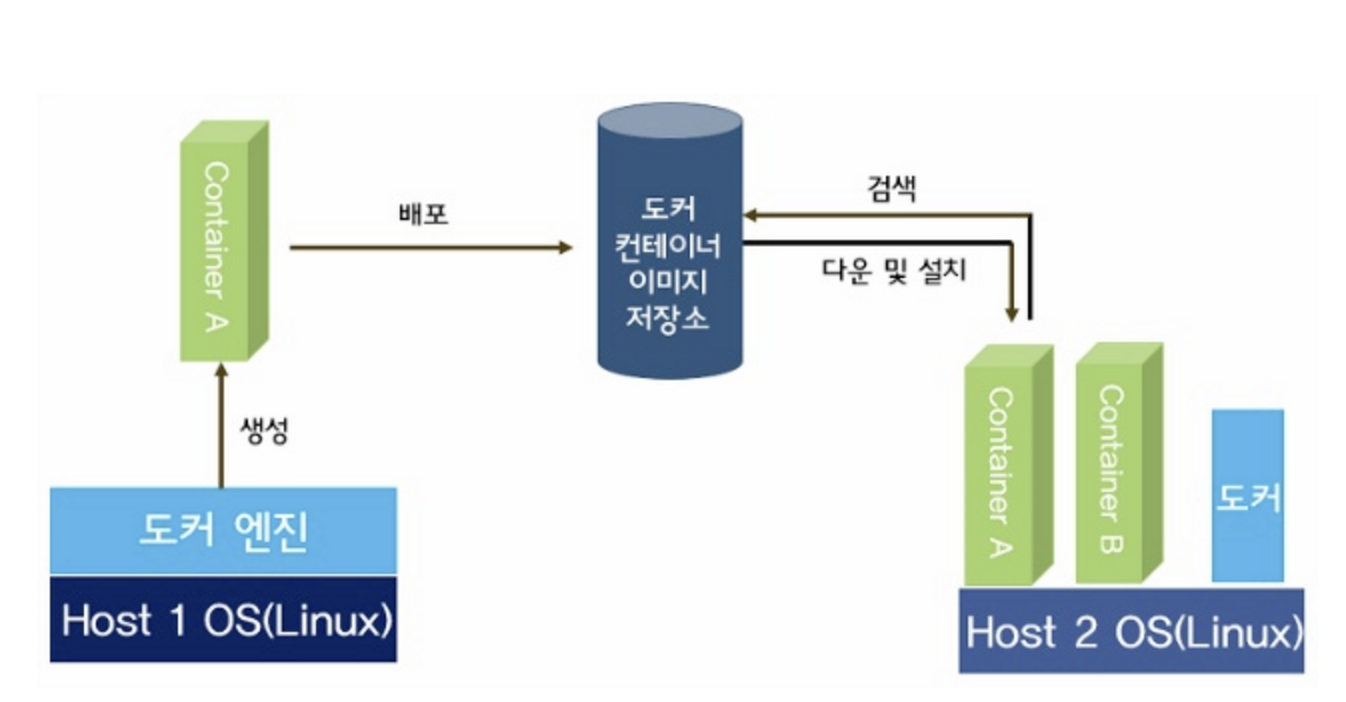 Container A
배포
도커
컨테이너
이미지
저장소
검색
다운 및 설치
생성
도커 엔진
Host 1 OS(Linux)
Container A
Container B
도커
Host 2 OS(Linux)